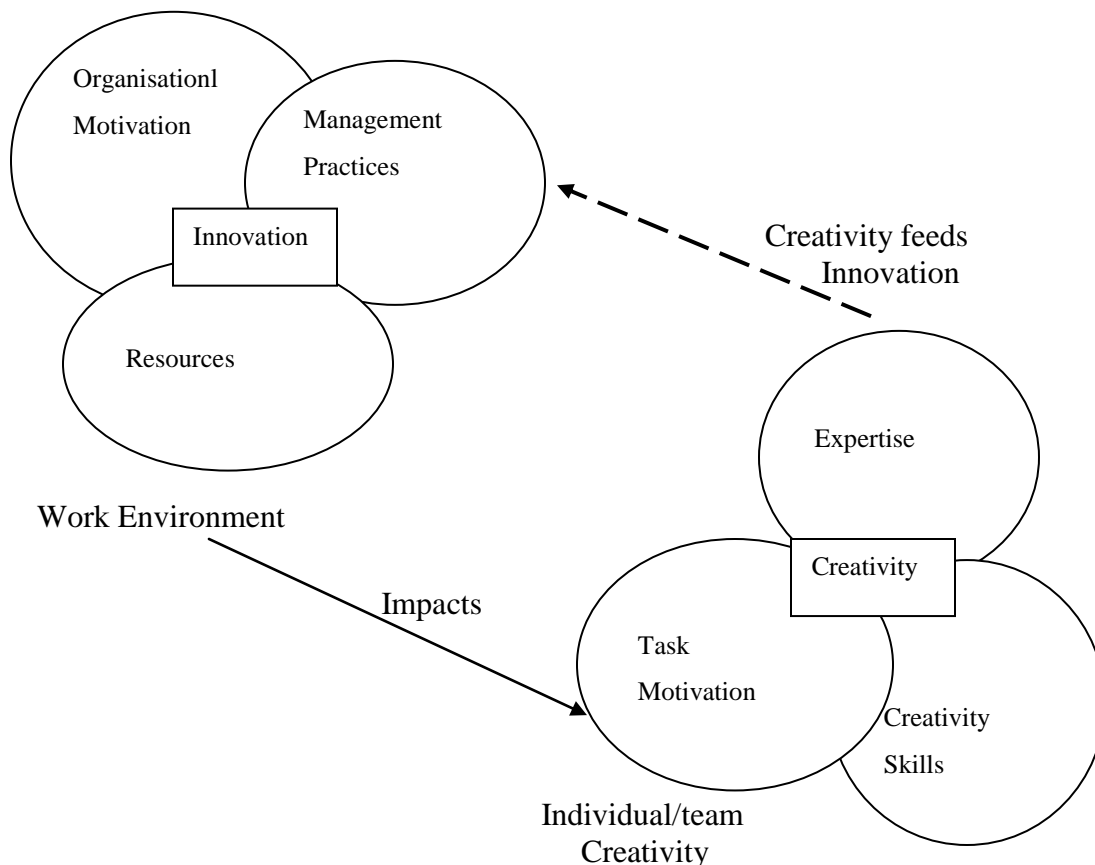 Organisationl
Motivation
Management
Practices
Innovation
Resources
Work Environment
Creativity feeds
Innovation
Impacts
Expertise
Creativity
Task
Motivation
Creativity
Skills
Individual/team
Creativity